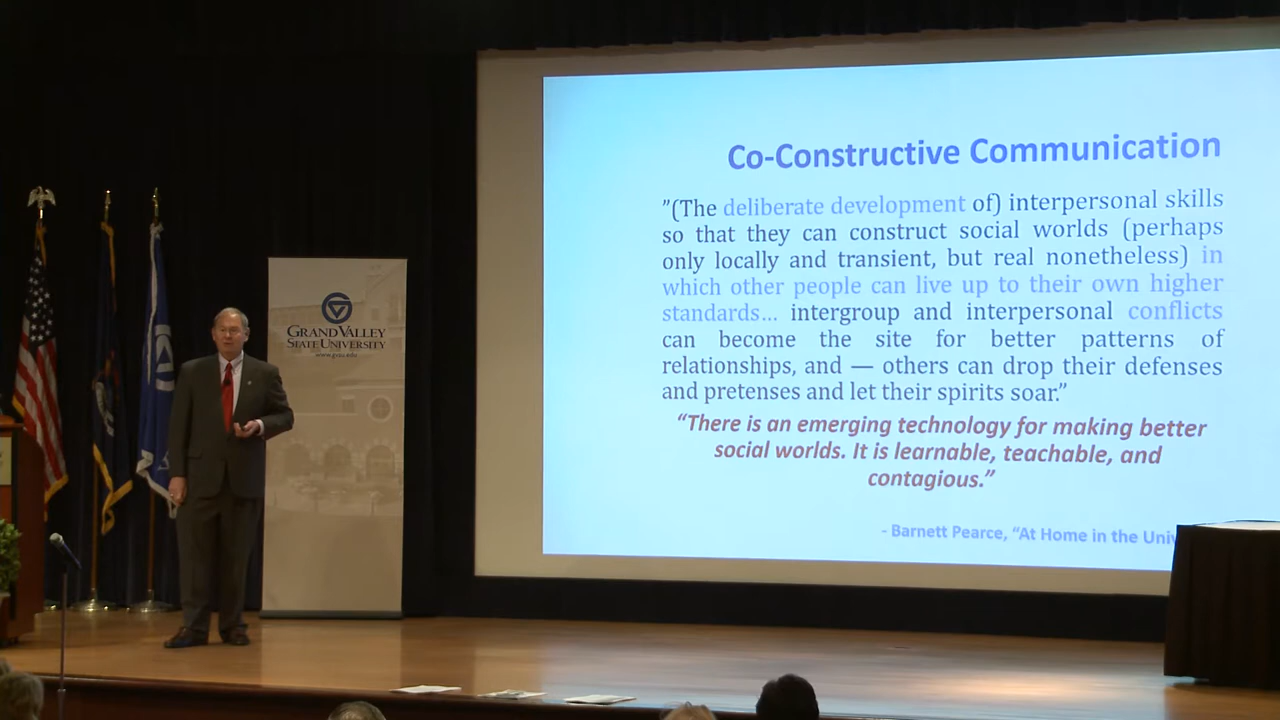 GRAND VALLEY
STATE UNIVERSITY
www.gvsu.edu
Co-Constructive Communication
”(The deliberate development of) interpersonal skills
so that they can construct social worlds (perhaps
only locally and transient, but real nonetheless) in
which other people can live up to their own higher
standards... intergroup and interpersonal conflicts
can become the site for better patterns of
relationships, and — others can drop their defenses
and pretenses and let their spirits soar.”
“There is an emerging technology for making better
social worlds. It is learnable, teachable, and
contagious.”
- Barnett Pearce, “At Home in the Univ